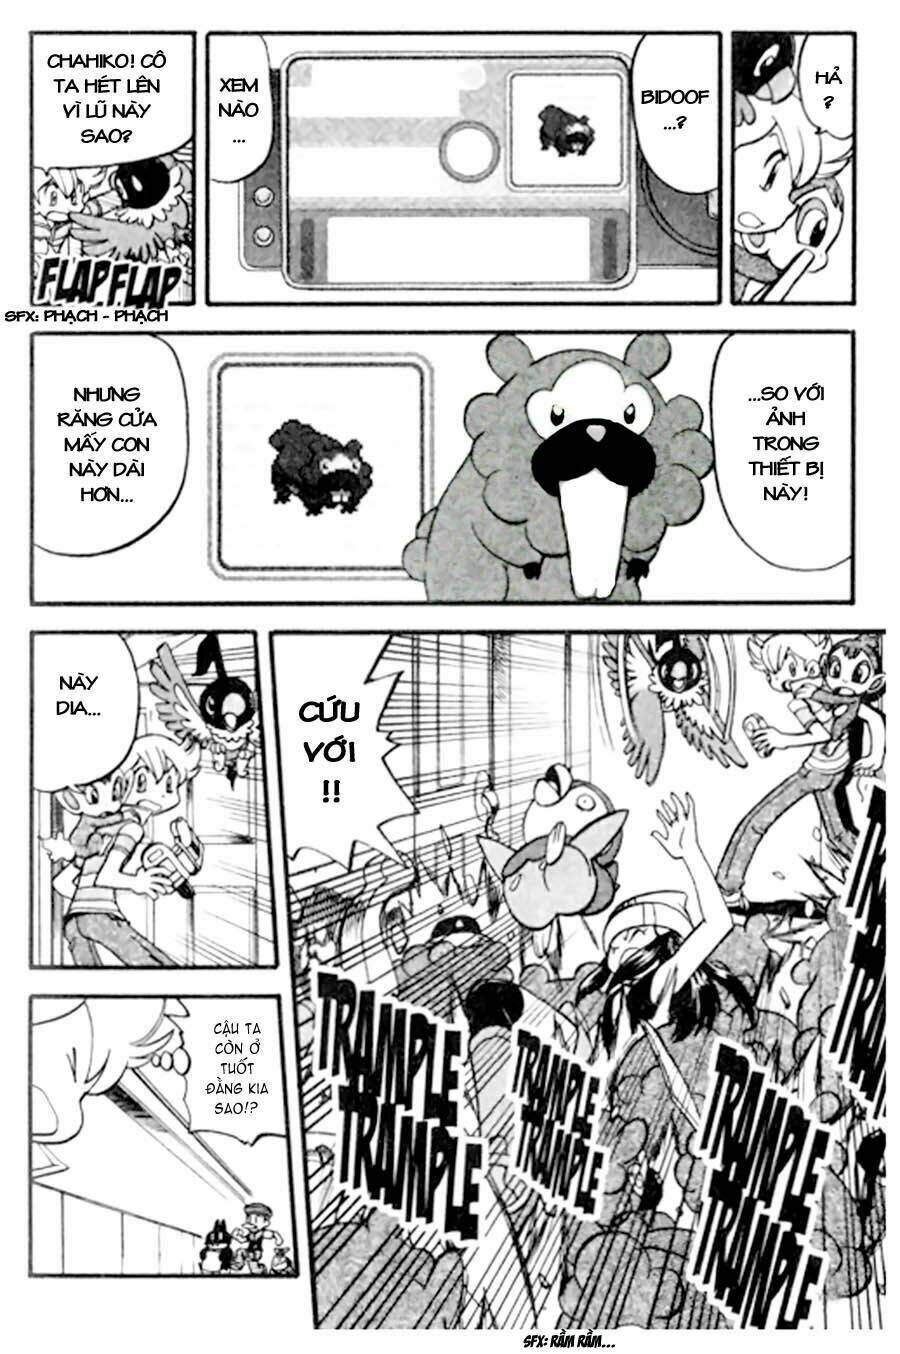 HẢ
?
BIDOOF
...?
XEM
NÀO
...
CHAHIKO! CÔ
TA HÉT LÊN
VÌ LŨ NÀY
SAO?
FLAP FLAP
SFX: PHẠCH - PHẠCH
...SO VỚI
ẢNH
TRONG
THIẾT BỊ
NÀY!
NHƯNG
RĂNG CỬA
MẤY CON
NÀY DÀI
HƠN...
CỨU
VỚI
!!
TRAMPLE
TRAMPLE
TRAMPLE
TRAMPLE
TRAMPLE
TRAMPLE
SFX: RẦM RẦM...
NÀY
DIA...
CẬU TA
CÒN Ở
TUỐT
ĐẰNG KIA
SAO!?